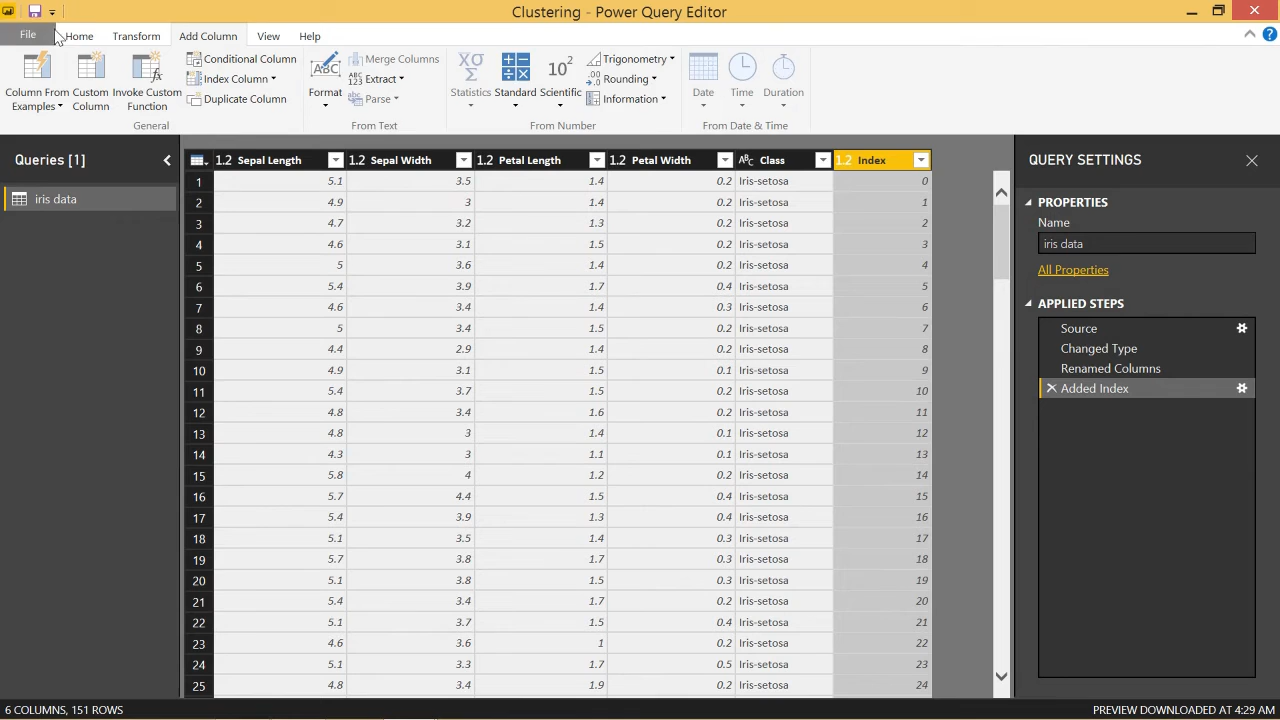 Clustering - Power Query Editor
File Home Transform Add Column View Help
Column From Examples
Custom Column
Invoke Custom Function
Conditional Column
Index Column
Duplicate Column
General
Format
Merge Columns
Extract
Parse
From Text
Statistics
Standard
Scientific
Trigonometry
Rounding
Information
From Number
Date
Time
Duration
From Date & Time
Queries [1]
iris data
1.2 Sepal Length 1.2 Sepal Width 1.2 Petal Length 1.2 Petal Width ABC Class 1.2 Index
1 5.1 3.5 1.4 0.2 Iris-setosa 0
2 4.9 3 1.4 0.2 Iris-setosa 1
3 4.7 3.2 1.3 0.2 Iris-setosa 2
4 4.6 3.1 1.5 0.2 Iris-setosa 3
5 5 3.6 1.4 0.2 Iris-setosa 4
6 5.4 3.9 1.7 0.4 Iris-setosa 5
7 4.6 3.4 1.4 0.3 Iris-setosa 6
8 5 3.4 1.5 0.2 Iris-setosa 7
9 4.4 2.9 1.4 0.2 Iris-setosa 8
10 4.9 3.1 1.5 0.1 Iris-setosa 9
11 5.4 3.7 1.5 0.2 Iris-setosa 10
12 4.8 3.4 1.6 0.2 Iris-setosa 11
13 4.8 3 1.4 0.1 Iris-setosa 12
14 4.3 3 1.1 0.1 Iris-setosa 13
15 5.8 4 1.2 0.2 Iris-setosa 14
16 5.7 4.4 1.5 0.4 Iris-setosa 15
17 5.4 3.9 1.3 0.4 Iris-setosa 16
18 5.1 3.5 1.4 0.3 Iris-setosa 17
19 5.7 3.8 1.7 0.3 Iris-setosa 18
20 5.1 3.8 1.5 0.3 Iris-setosa 19
21 5.4 3.4 1.7 0.2 Iris-setosa 20
22 5.1 3.7 1.5 0.4 Iris-setosa 21
23 4.6 3.6 1 0.2 Iris-setosa 22
24 5.1 3.3 1.7 0.5 Iris-setosa 23
25 4.8 3.4 1.9 0.2 Iris-setosa 24
QUERY SETTINGS
PROPERTIES
Name
iris data
All Properties
APPLIED STEPS
Source
Changed Type
Renamed Columns
Added Index
6 COLUMNS, 151 ROWS
PREVIEW DOWNLOADED AT 4:29 AM